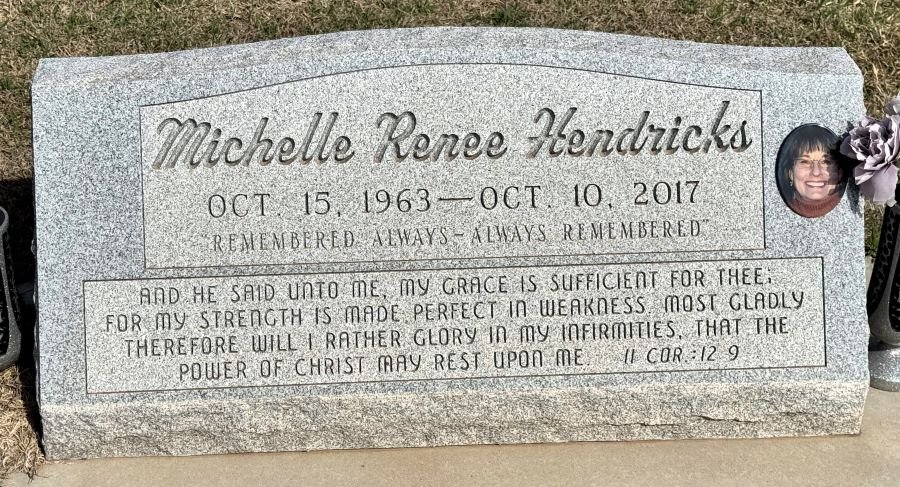 Michelle Renee Hendricks
OCT. 15, 1963—OCT. 10, 2017
"REMEMBERED ALWAYS - ALWAYS REMEMBERED"
AND HE SAID UNTO ME, MY GRACE IS SUFFICIENT FOR THEE;
FOR MY STRENGTH IS MADE PERFECT IN WEAKNESS. MOST GLADLY
THEREFORE WILL I RATHER GLORY IN MY INFIRMITIES, THAT THE
POWER OF CHRIST MAY REST UPON ME. II COR.:12 9